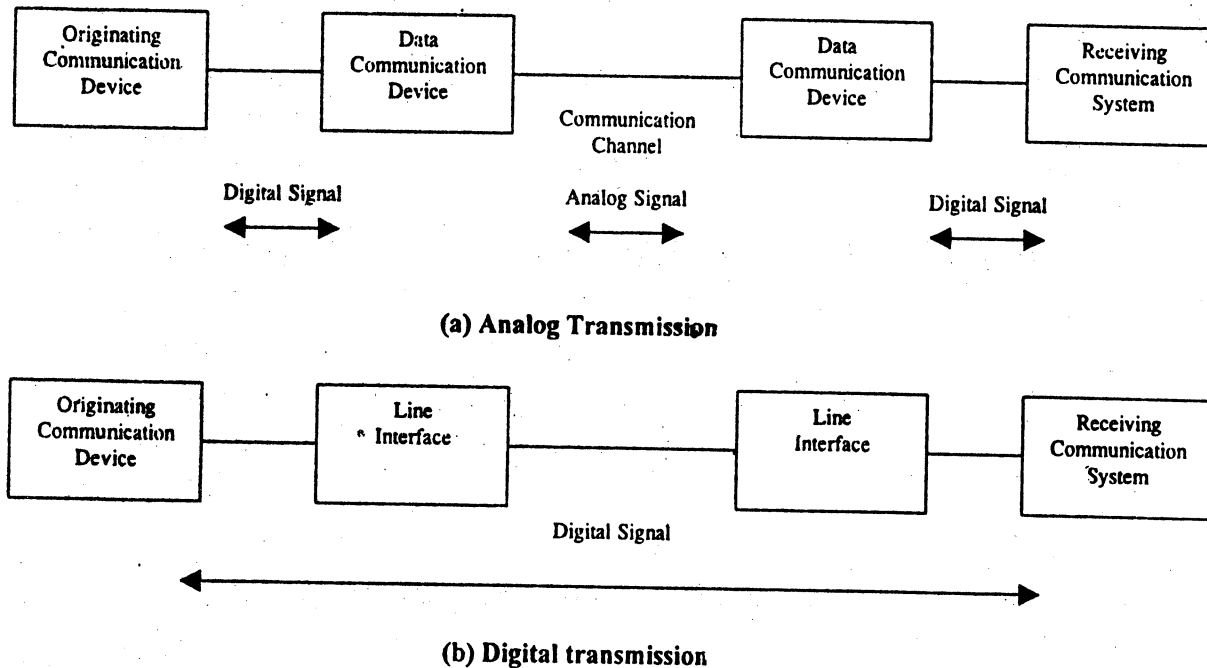 Originating
Communication
Device
Data
Communication
Device
Data
Communication
Device
Receiving
Communication
System
Communication
Channel
Digital Signal
Analog Signal
Digital Signal
(a) Analog Transmission
Originating
Communication
Device
Line
Interface
Line
Interface
Receiving
Communication
System
Digital Signal
(b) Digital transmission